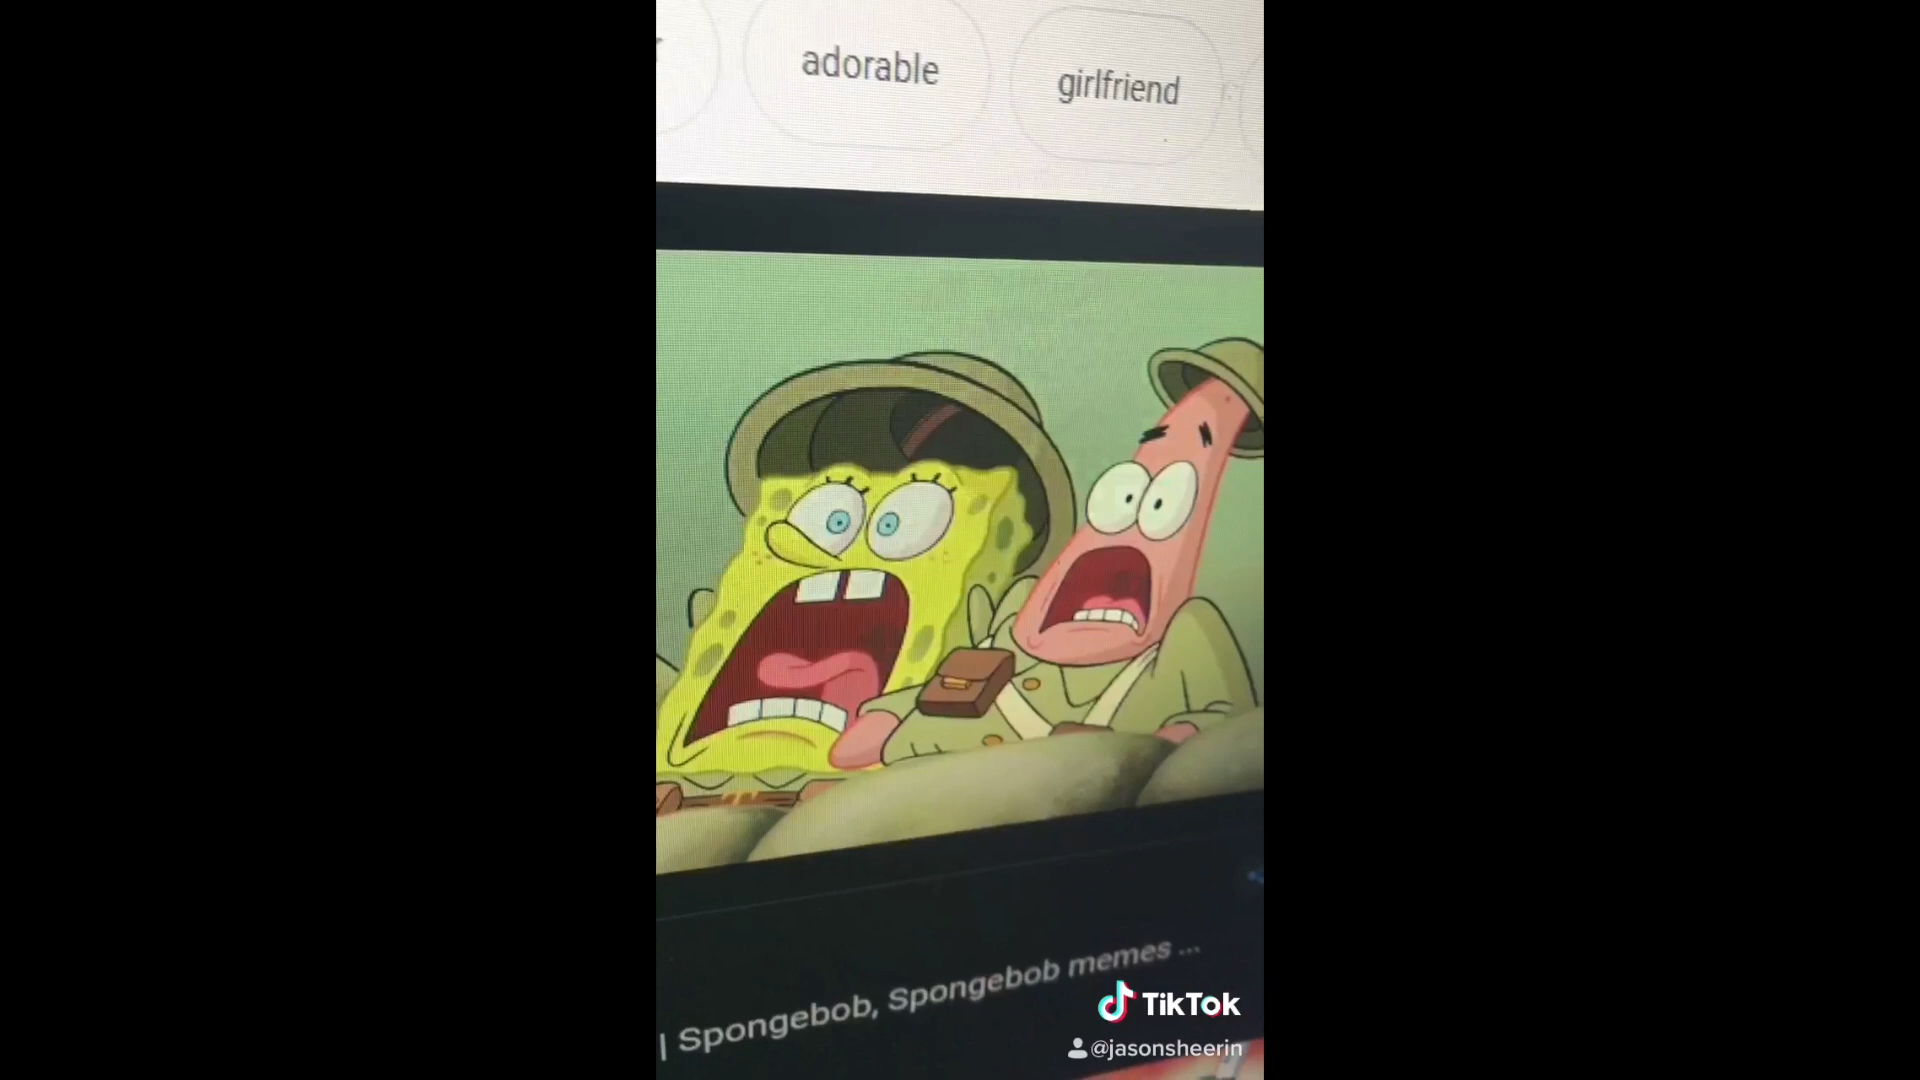 adorable
girlfriend
| Spongebob, Spongebob memes ...
TikTok
@jasonsheerin